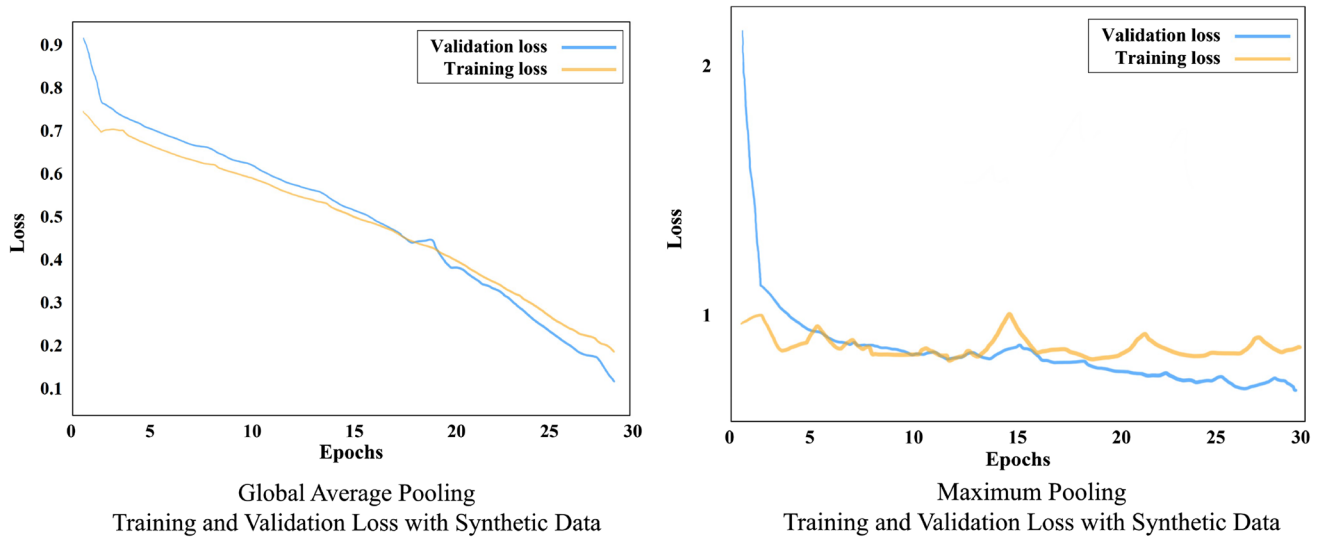 0.9
0.8
0.7
0.6
0.5
0.4
0.3
0.2
0.1
Loss
Validation loss
Training loss
0 5 10 15 20 25 30
Epochs
Global Average Pooling
Training and Validation Loss with Synthetic Data
2
1
Loss
Validation loss
Training loss
0 5 10 15 20 25 30
Epochs
Maximum Pooling
Training and Validation Loss with Synthetic Data